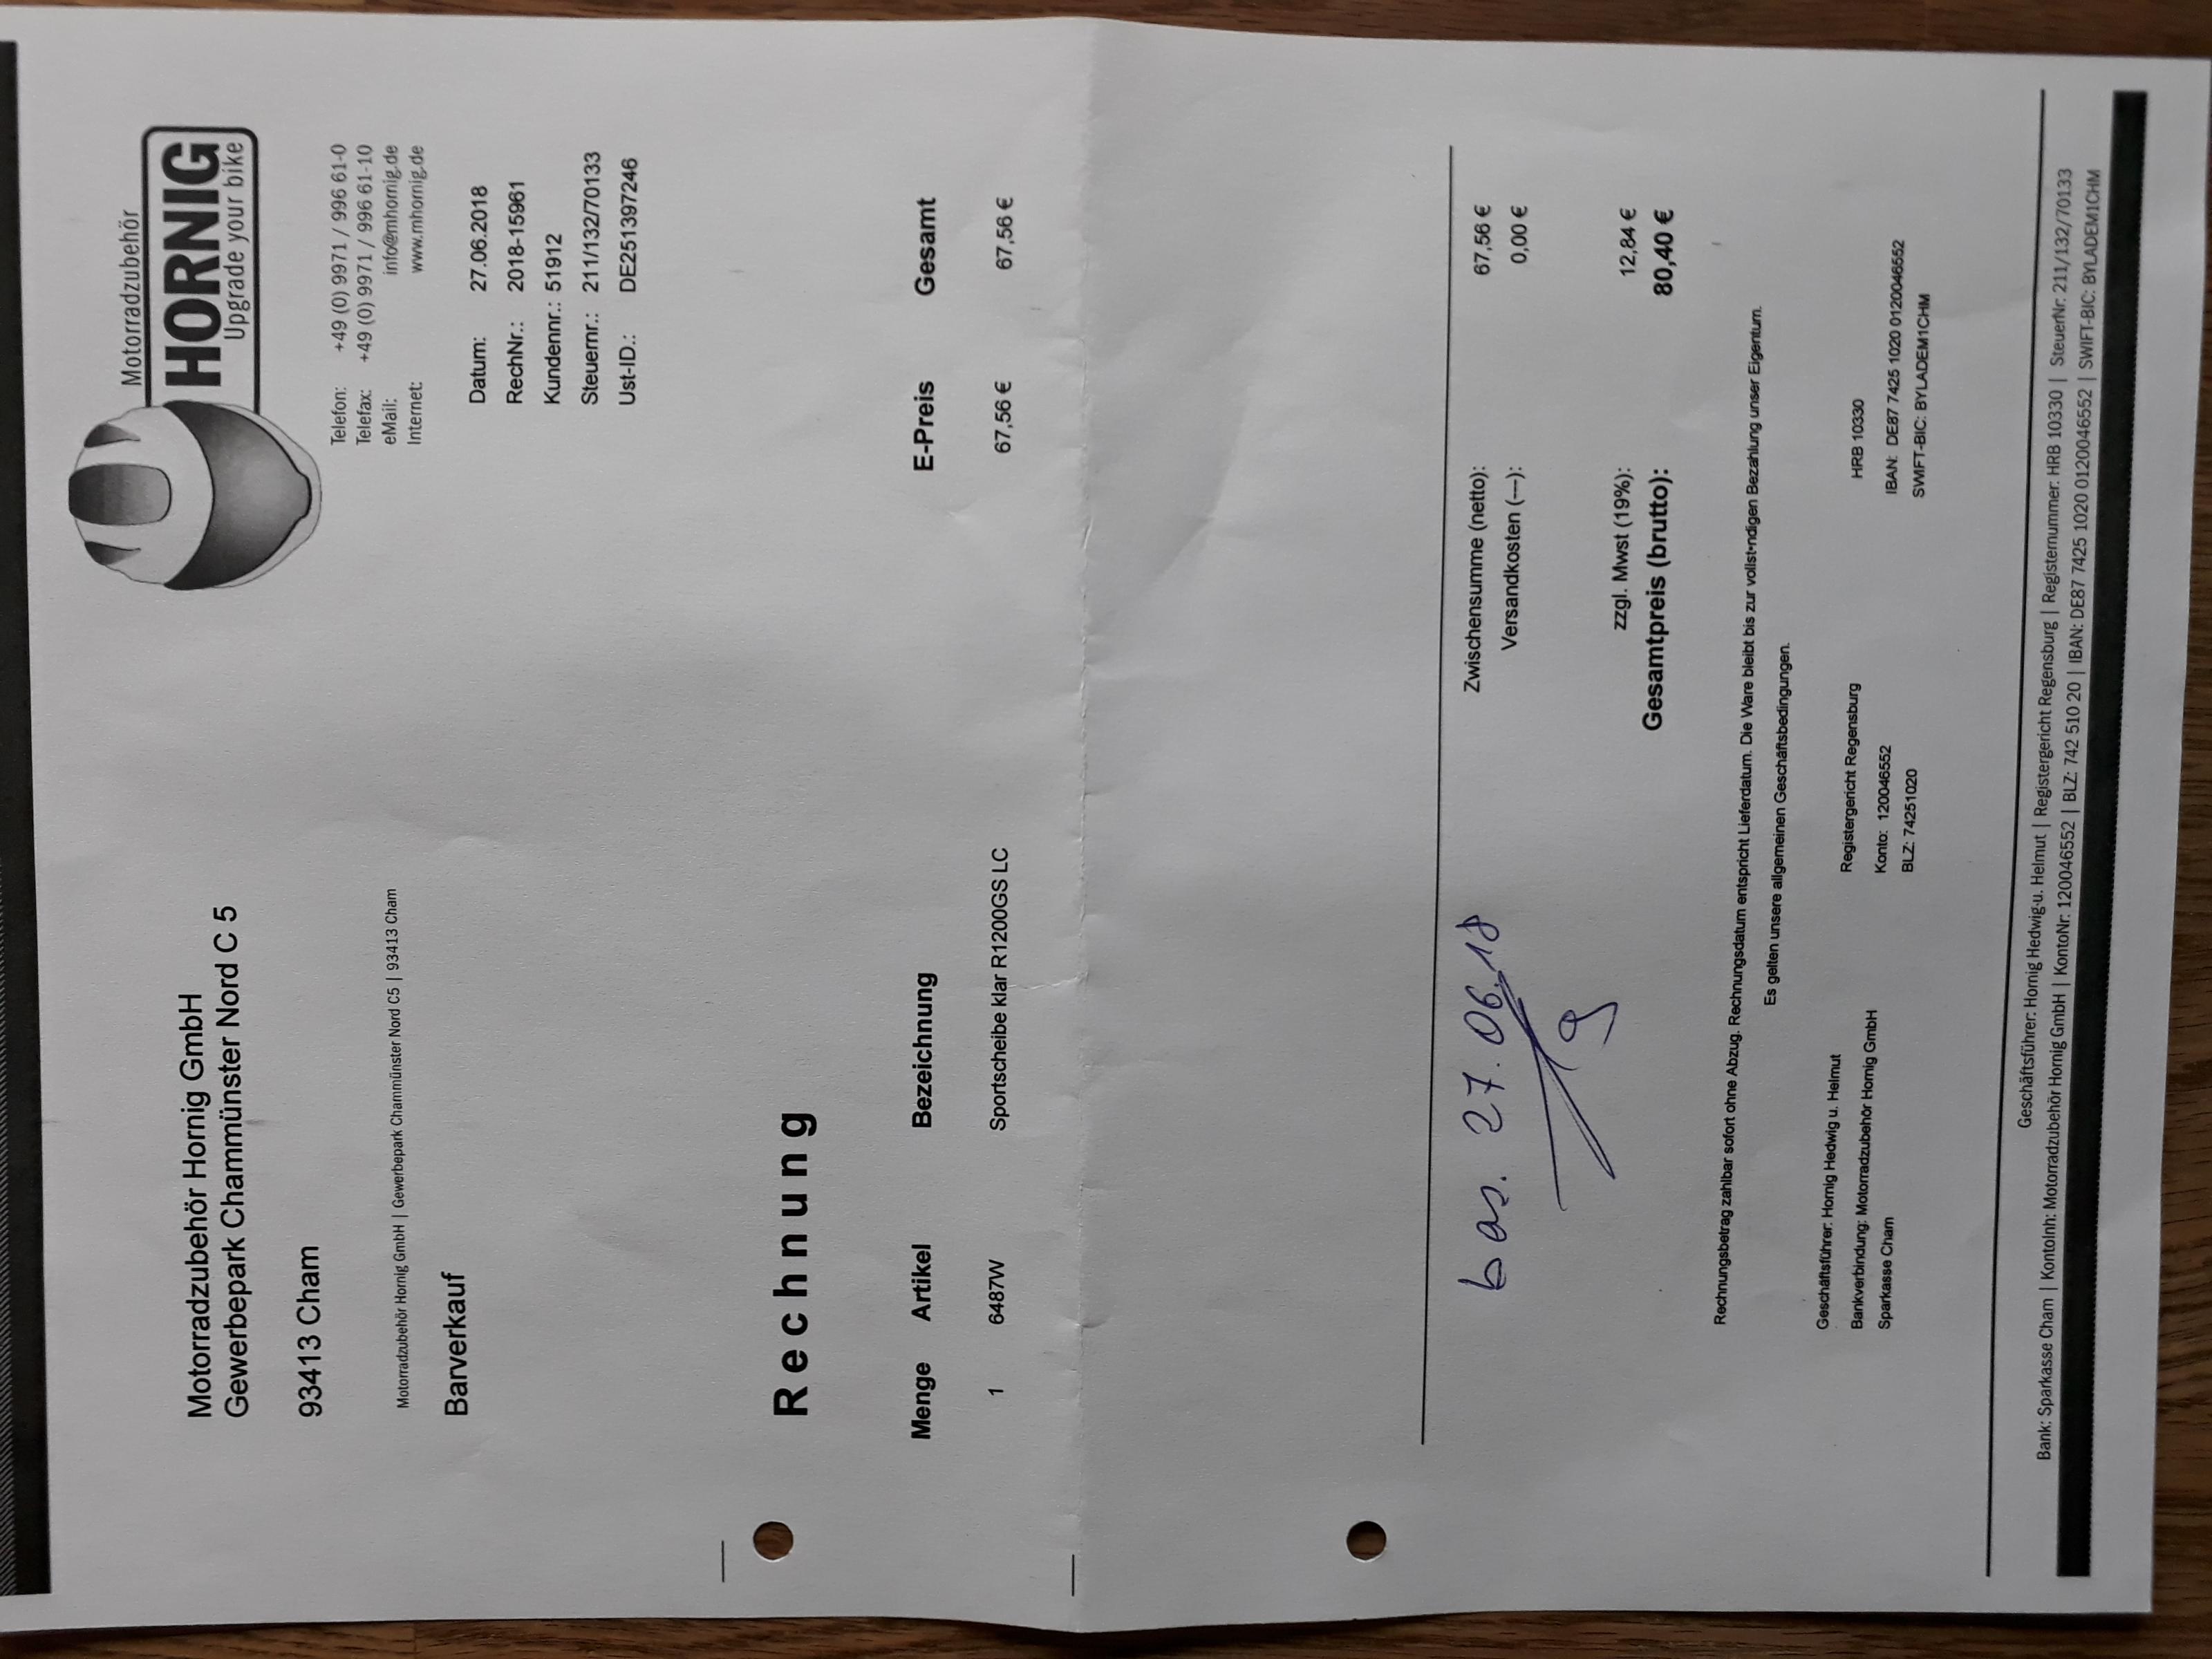 Motorradzubehör
HORNIG
Upgrade your bike
Motorradzubehör Hornig GmbH
Gewerbepark Chammünster Nord C 5
93413 Cham
Telefon: +49 (0) 9971 / 996 61-0
Telefax: +49 (0) 9971 / 996 61-10
eMail: info@mhornig.de
Internet: www.mhornig.de
Motorradzubehör Hornig GmbH | Gewerbepark Chammünster Nord C5 | 93413 Cham
Barverkauf
Datum: 27.06.2018
RechNr.: 2018-15961
Kundennr.: 51912
Steuernr.: 211/132/70133
Ust-ID.: DE251397246
Rechnung
Menge Artikel Bezeichnung E-Preis Gesamt
1 6487W Sportscheibe klar R1200GS LC 67,56 € 67,56 €
Zwischensumme (netto): 67,56 €
Versandkosten (---): 0,00 €
bar. 27.06.18
zzgl. Mwst (19%): 12,84 €
Gesamtpreis (brutto): 80,40 €
Rechnungsbetrag zahlbar sofort ohne Abzug. Rechnungsdatum entspricht Lieferdatum. Die Ware bleibt bis zur vollst•ndigen Bezahlung unser Eigentum.
Es gelten unsere allgemeinen Geschäftsbedingungen.
Geschäftsführer: Hornig Hedwig u. Helmut Registergericht Regensburg HRB 10330
Bankverbindung: Motorradzubehör Hornig GmbH Konto: 120046552 IBAN: DE87 7425 1020 0120046552
Sparkasse Cham BLZ: 74251020 SWIFT-BIC: BYLADEM1CHM
Geschäftsführer: Hornig Hedwig u. Helmut | Registergericht Regensburg | Registernummer: HRB 10330 | SteuerNr: 211/132/70133
Bank: Sparkasse Cham | KontoInh: Motorradzubehör Hornig GmbH | KontoNr: 120046552 | BLZ: 742 510 20 | IBAN: DE87 7425 1020 0120046552 | SWIFT-BIC: BYLADEM1CHM